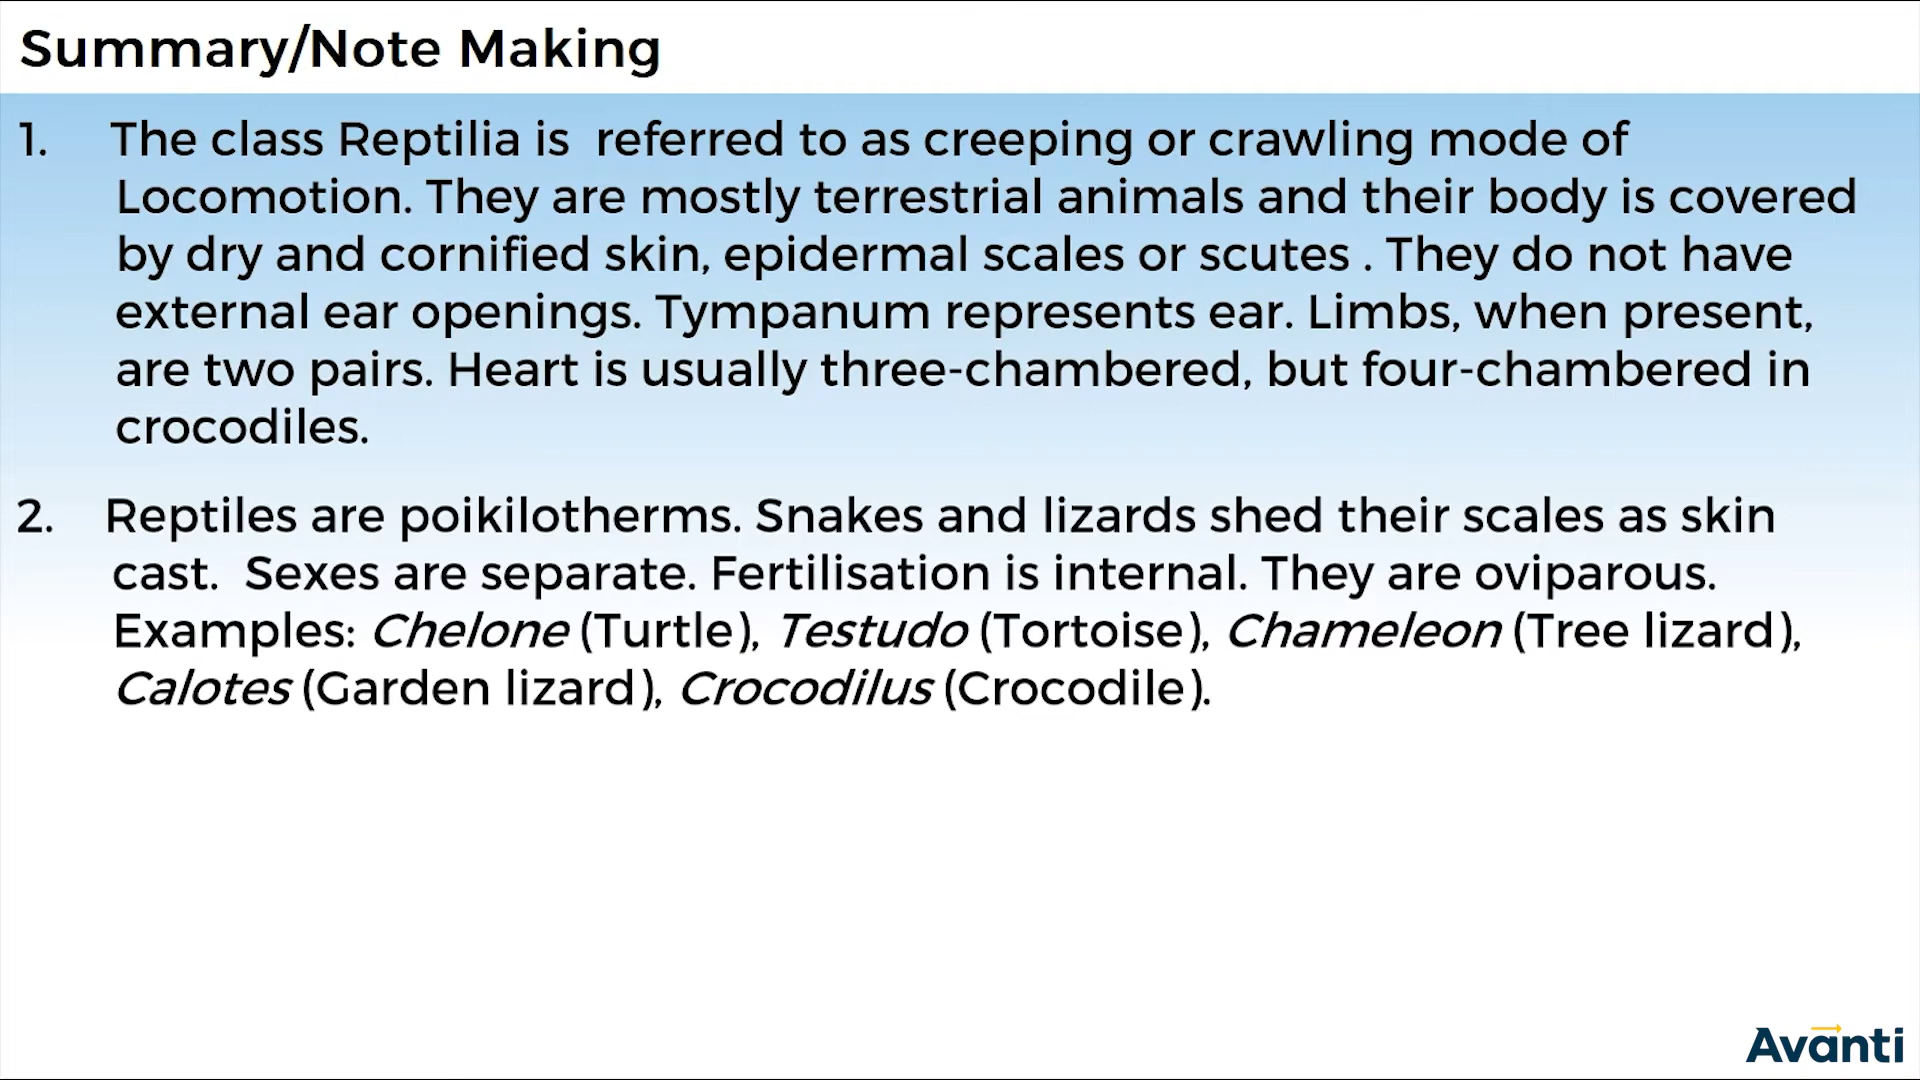 Summary/Note Making
1. The class Reptilia is referred to as creeping or crawling mode of
Locomotion. They are mostly terrestrial animals and their body is covered
by dry and cornified skin, epidermal scales or scutes . They do not have
external ear openings. Tympanum represents ear. Limbs, when present,
are two pairs. Heart is usually three-chambered, but four-chambered in
crocodiles.
2. Reptiles are poikilotherms. Snakes and lizards shed their scales as skin
cast. Sexes are separate. Fertilisation is internal. They are oviparous.
Examples: Chelone (Turtle), Testudo (Tortoise), Chameleon (Tree lizard),
Calotes (Garden lizard), Crocodilus (Crocodile).
Avanti